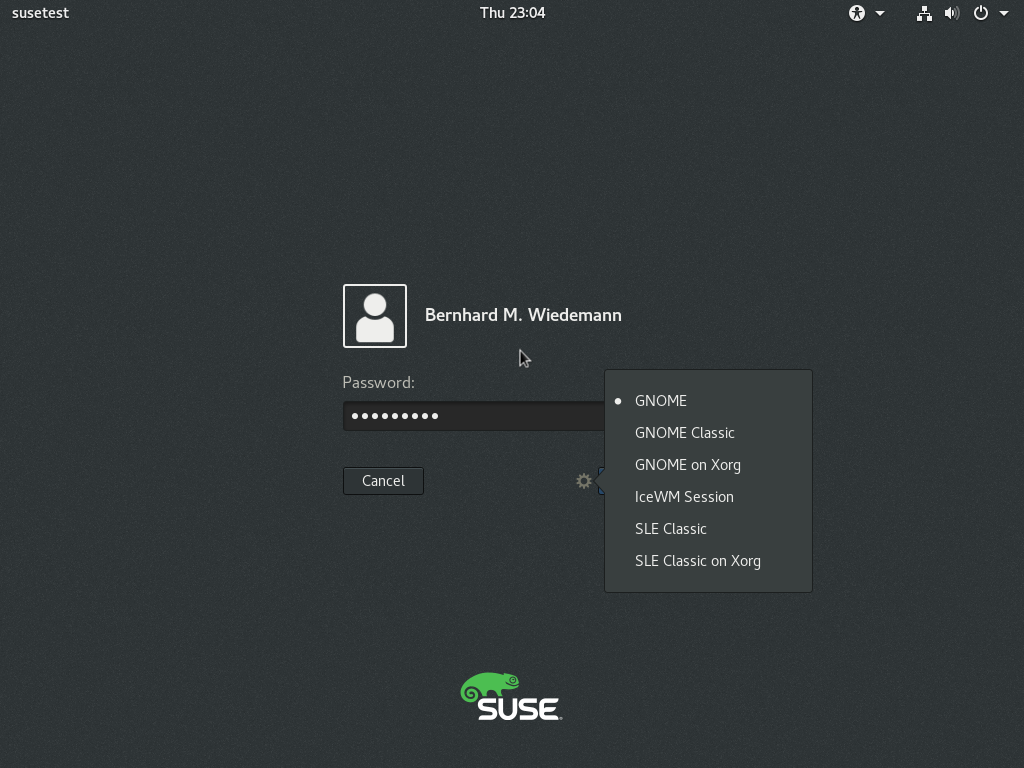 susetest Thu 23:04
Bernhard M. Wiedemann
Password:
Cancel
GNOME
GNOME Classic
GNOME on Xorg
IceWM Session
SLE Classic
SLE Classic on Xorg
SUSE